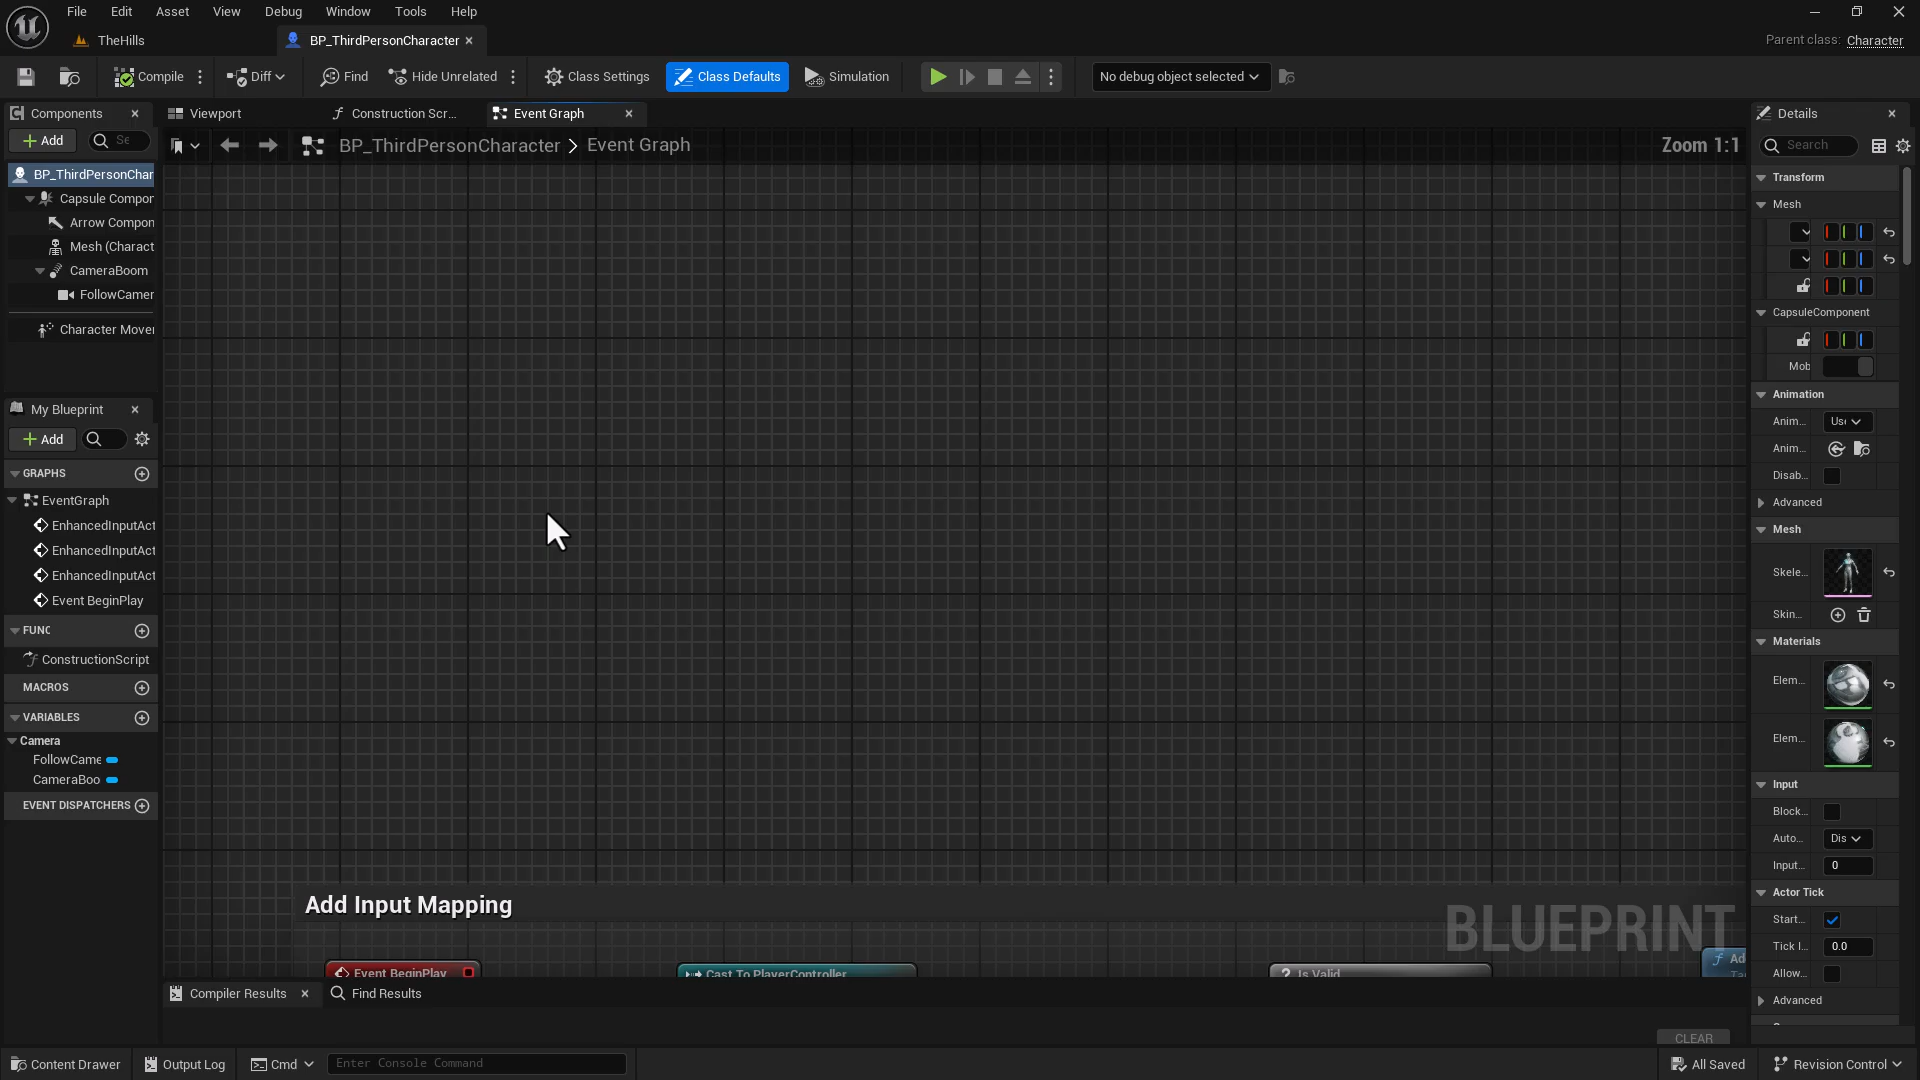 File Edit Asset View Debug Window Tools Help
TheHills
BP_ThirdPersonCharacter
Parent class: Character
Compile
Diff
Find
Hide Unrelated
Class Settings
Class Defaults
Simulation
No debug object selected
Components
Viewport
Construction Scr...
Event Graph
Details
Add
Se
BP_ThirdPersonCharacter
Event Graph
Zoom 1:1
Search
BP_ThirdPersonChar
Capsule Compor
Arrow Compon
Mesh (Charact
CameraBoom
FollowCamer
Character Mover
My Blueprint
Add
GRAPHS
EventGraph
EnhancedInputAct
EnhancedInputAct
EnhancedInputAct
Event BeginPlay
FUNC
ConstructionScript
MACROS
VARIABLES
Camera
FollowCame
CameraBoo
EVENT DISPATCHERS
Transform
Mesh
CapsuleComponent
Mob
Animation
Anim...
Use
Anim...
Disab...
Advanced
Mesh
Skele...
Skin...
Materials
Elem...
Elem...
Input
Block...
Auto...
Dis
Input...
0
Actor Tick
Start...
Tick I...
0.0
Allow...
Advanced
Add Input Mapping
BLUEPRINT
Event BeginPlay
Cast To PlayerController
? Is Valid
f Ad
Compiler Results
Find Results
CLEAR
Content Drawer
Output Log
Cmd
Enter Console Command
All Saved
Revision Control